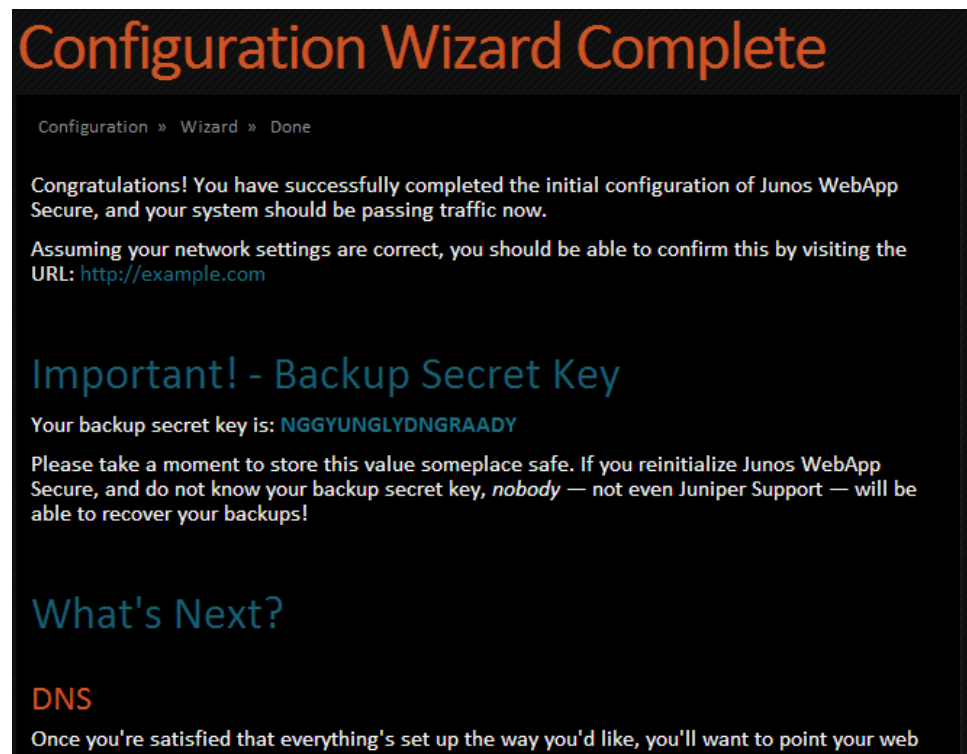 Configuration Wizard Complete
Configuration » Wizard » Done
Congratulations! You have successfully completed the initial configuration of Junos WebApp
Secure, and your system should be passing traffic now.
Assuming your network settings are correct, you should be able to confirm this by visiting the
URL: http://example.com
Important! - Backup Secret Key
Your backup secret key is: NGGYUNGLYDNGRAADY
Please take a moment to store this value someplace safe. If you reinitialize Junos WebApp
Secure, and do not know your backup secret key, nobody — not even Juniper Support — will be
able to recover your backups!
What's Next?
DNS
Once you're satisfied that everything's set up the way you'd like, you'll want to point your web